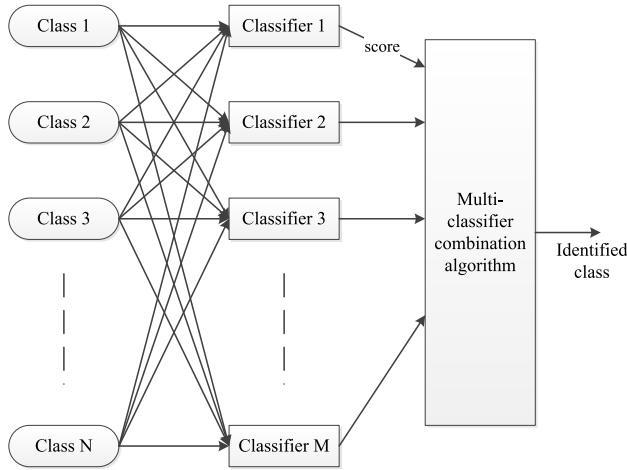 Class 1
Classifier 1
score
Class 2
Classifier 2
Class 3
Classifier 3
Multi-
classifier
combination
algorithm
Identified
class
Class N
Classifier M